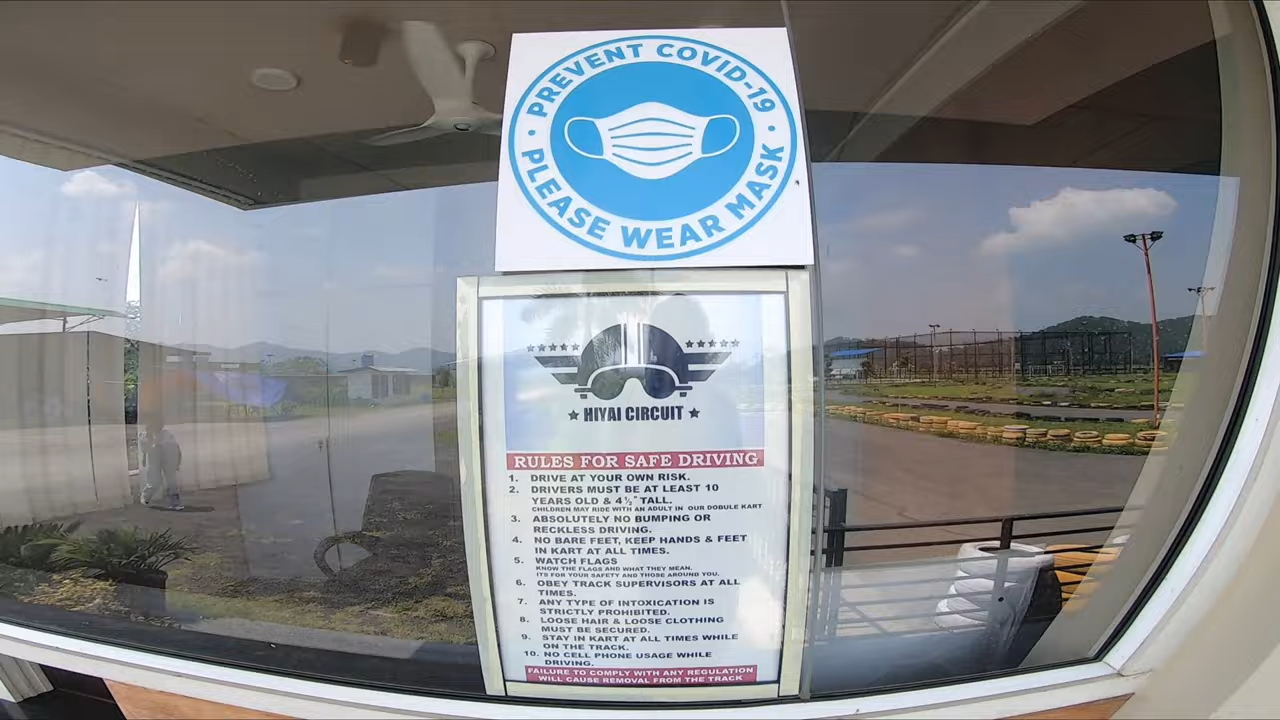 PREVENT COVID-19
PLEASE WEAR MASK
HIYAI CIRCUIT
RULES FOR SAFE DRIVING
1. DRIVE AT YOUR OWN RISK.
2. DRIVERS MUST BE AT LEAST 10
YEARS OLD & 4 ½" TALL.
CHILDREN MAY RIDE WITH AN ADULT IN OUR DOBULE KART
3. ABSOLUTELY NO BUMPING OR
RECKLESS DRIVING.
4. NO BARE FEET, KEEP HANDS & FEET
IN KART AT ALL TIMES.
5. WATCH FLAGS
KNOW THE FLAGS AND WHAT THEY MEAN.
ITS FOR YOUR SAFETY AND THOSE AROUND YOU.
6. OBEY TRACK SUPERVISORS AT ALL
TIMES.
7. ANY TYPE OF INTOXICATION IS
STRICTLY PROHIBITED.
8. LOOSE HAIR & LOOSE CLOTHING
MUST BE SECURED.
9. STAY IN KART AT ALL TIMES WHILE
ON THE TRACK.
10. NO CELL PHONE USAGE WHILE
DRIVING.
FAILURE TO COMPLY WITH ANY REGULATION
WILL CAUSE REMOVAL FROM THE TRACK